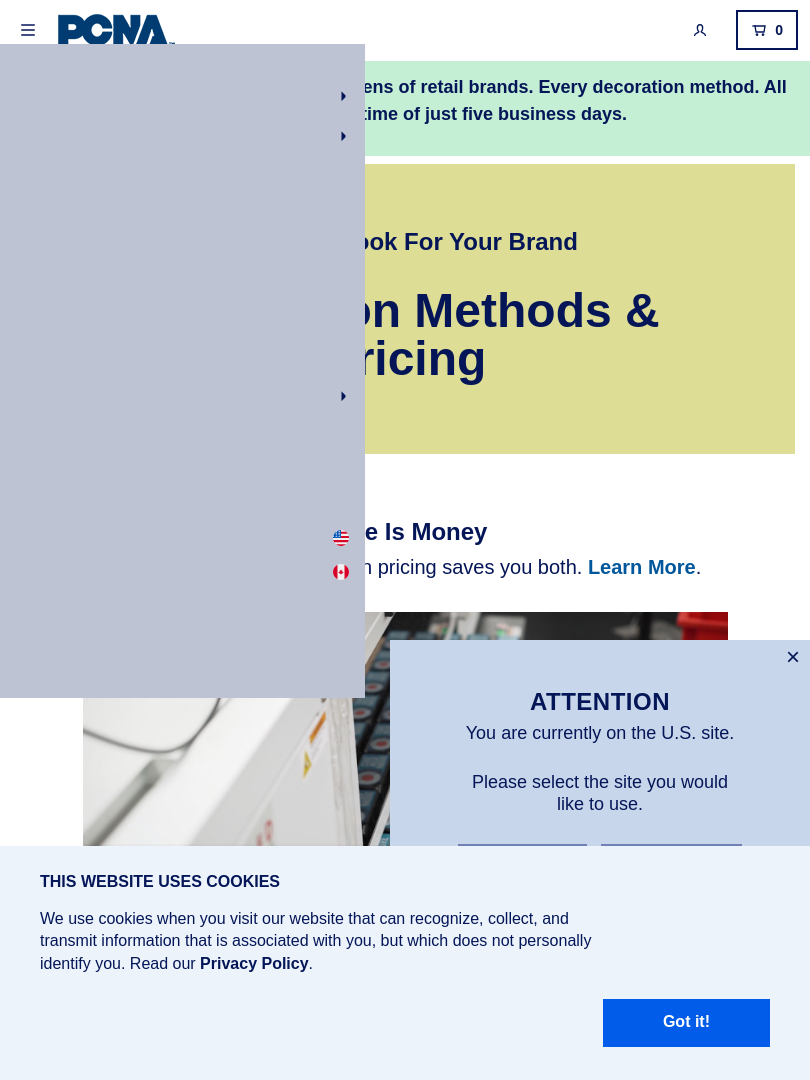 PCNA
0
ens of retail brands. Every decoration method. All
time of just five business days.
ook For Your Brand
on Methods &
ricing
e Is Money
n pricing saves you both. Learn More.
ATTENTION
You are currently on the U.S. site.
Please select the site you would
like to use.
THIS WEBSITE USES COOKIES
We use cookies when you visit our website that can recognize, collect, and
transmit information that is associated with you, but which does not personally
identify you. Read our Privacy Policy.
Got it!